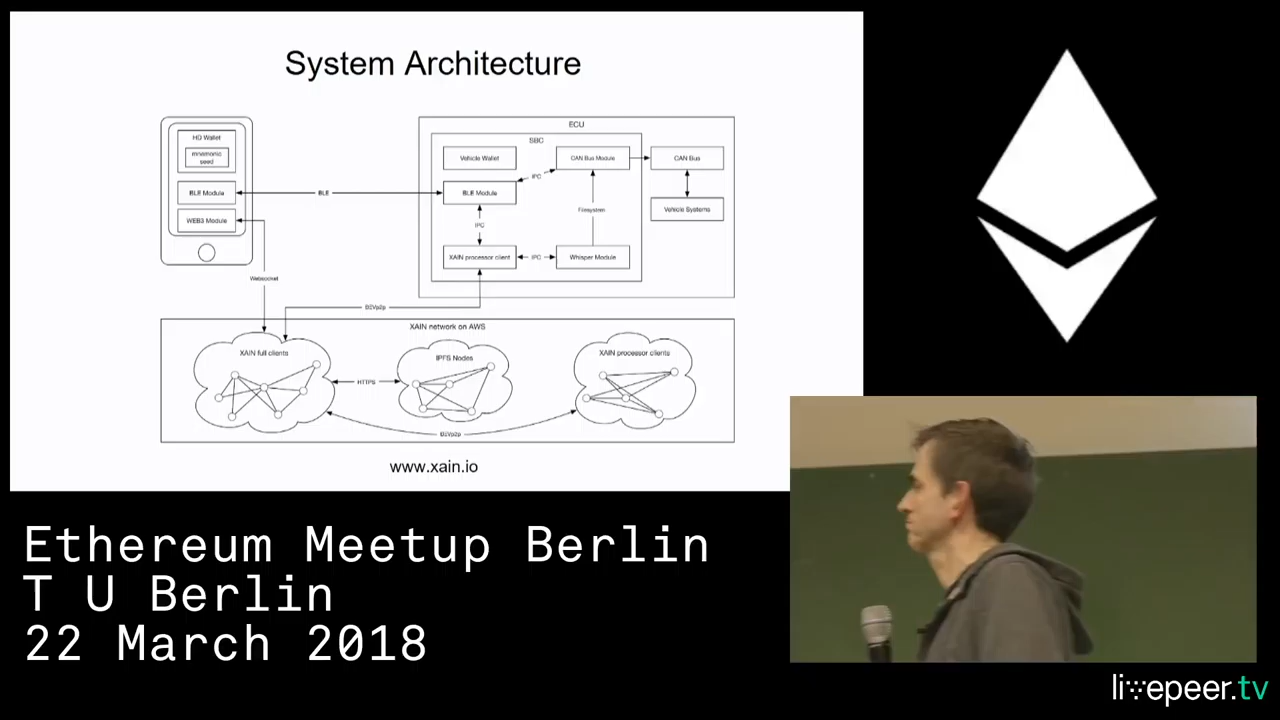 System Architecture
HD Wallet
mnemonic
seed
BLE Module
WEB3 Module
BLE
Websocket
ECU
SBC
Vehicle Wallet
CAN Bus Module
CAN Bus
IPC
BLE Module
IPC
Filesystem
Vehicle Systems
XAIN processor client
IPC
Whisper Module
XAIN network on AWS
XAIN full clients
IPFS Nodes
XAIN processor clients
HTTPS
www.xain.io
Ethereum Meetup Berlin
T U Berlin
22 March 2018
livepeer.tv